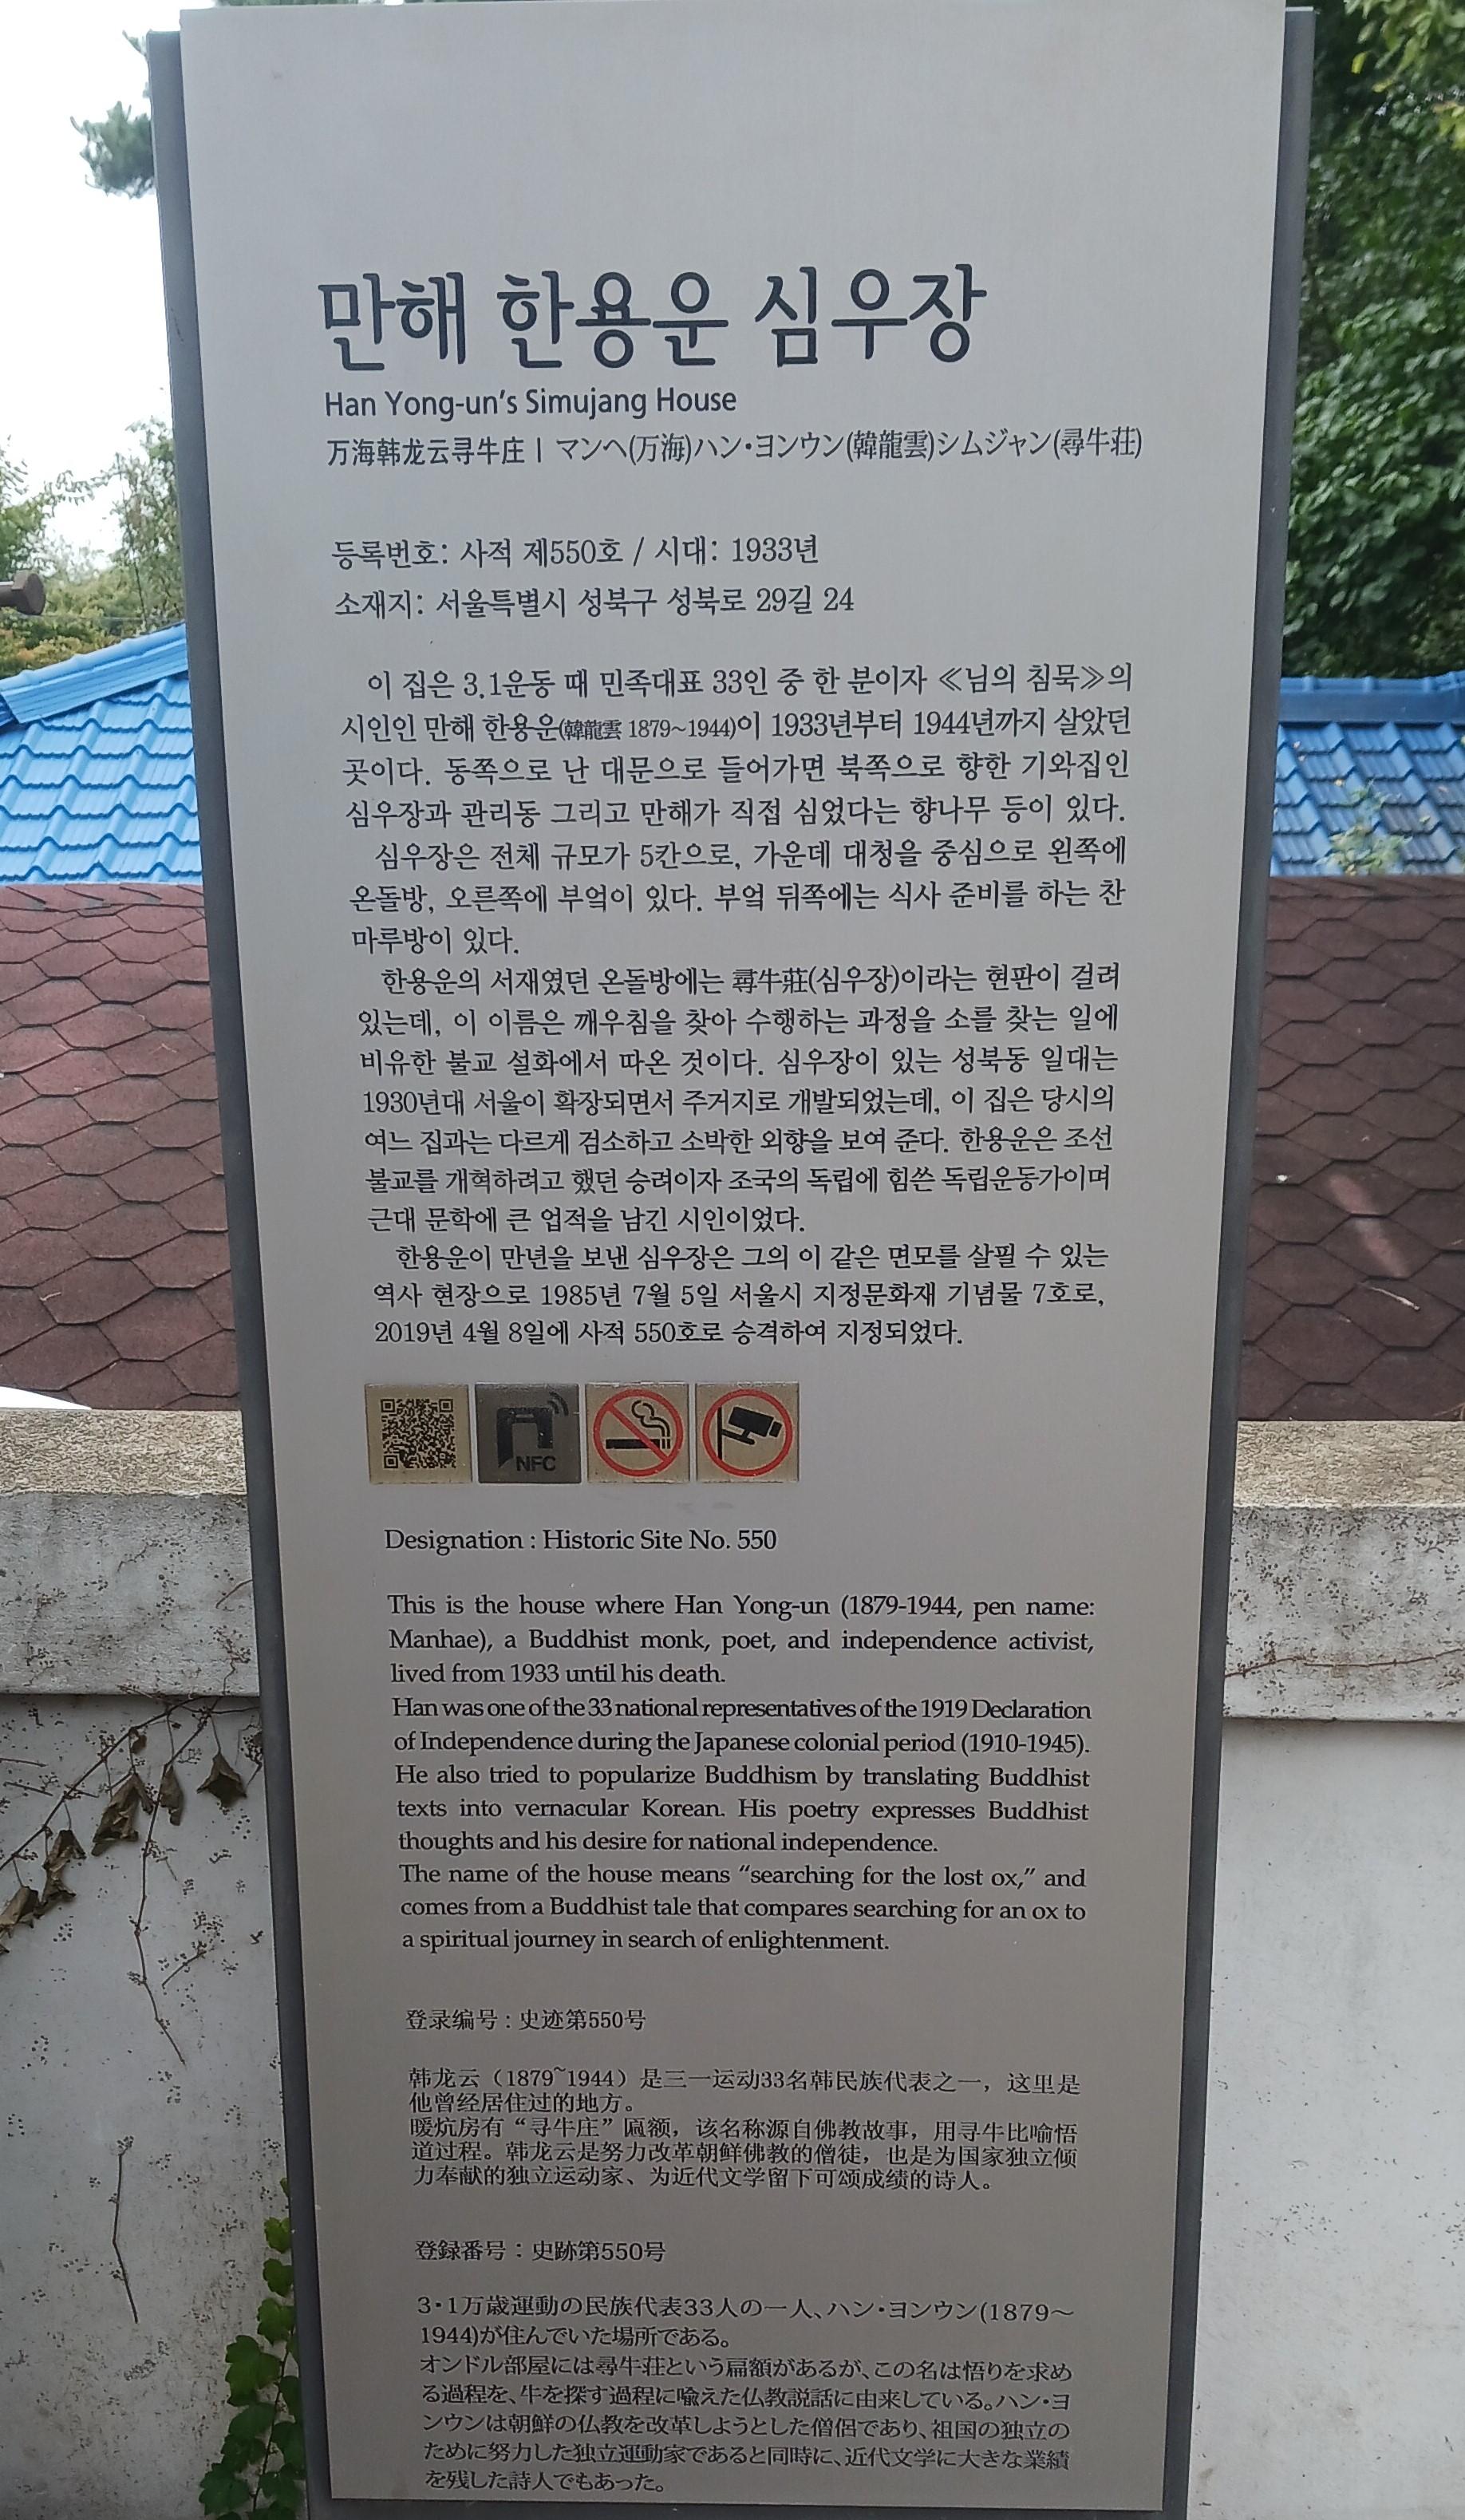 만해 한용운 심우장
Han Yong-un's Simujang House
万海韩龙云寻牛庄 | マンヘ(万海)ハン・ヨンウン(韓龍雲)シムジャン(尋牛荘)
등록번호: 사적 제550호 / 시대: 1933년
소재지: 서울특별시 성북구 성북로 29길 24
이 집은 3.1운동 때 민족대표 33인 중 한 분이자 ≪님의 침묵≫의
시인인 만해 한용운(韓龍雲 1879~1944)이 1933년부터 1944년까지 살았던
곳이다. 동쪽으로 난 대문으로 들어가면 북쪽으로 향한 기와집인
심우장과 관리동 그리고 만해가 직접 심었다는 향나무 등이 있다.
심우장은 전체 규모가 5칸으로, 가운데 대청을 중심으로 왼쪽에
온돌방, 오른쪽에 부엌이 있다. 부엌 뒤쪽에는 식사 준비를 하는 찬
마루방이 있다.
한용운의 서재였던 온돌방에는 尋牛莊(심우장)이라는 현판이 걸려
있는데, 이 이름은 깨우침을 찾아 수행하는 과정을 소를 찾는 일에
비유한 불교 설화에서 따온 것이다. 심우장이 있는 성북동 일대는
1930년대 서울이 확장되면서 주거지로 개발되었는데, 이 집은 당시의
여느 집과는 다르게 검소하고 소박한 외향을 보여 준다. 한용운은 조선
불교를 개혁하려고 했던 승려이자 조국의 독립에 힘쓴 독립운동가이며
근대 문학에 큰 업적을 남긴 시인이었다.
한용운이 만년을 보낸 심우장은 그의 이 같은 면모를 살필 수 있는
역사 현장으로 1985년 7월 5일 서울시 지정문화재 기념물 7호로,
2019년 4월 8일에 사적 550호로 승격하여 지정되었다.
NFC
Designation : Historic Site No. 550
This is the house where Han Yong-un (1879-1944, pen name:
Manhae), a Buddhist monk, poet, and independence activist,
lived from 1933 until his death.
Han was one of the 33 national representatives of the 1919 Declaration
of Independence during the Japanese colonial period (1910-1945).
He also tried to popularize Buddhism by translating Buddhist
texts into vernacular Korean. His poetry expresses Buddhist
thoughts and his desire for national independence.
The name of the house means “searching for the lost ox,” and
comes from a Buddhist tale that compares searching for an ox to
a spiritual journey in search of enlightenment.
登录编号 : 史迹第550号
韩龙云（1879~1944）是三一运动33名韩民族代表之一，这里是
他曾经居住过的地方。
暖炕房有“寻牛庄”匾额，该名称源自佛教故事，用寻牛比喻悟
道过程。韩龙云是努力改革朝鲜佛教的僧徒，也是为国家独立倾
力奉献的独立运动家、为近代文学留下可颂成绩的诗人。
登録番号：史跡第550号
3・1万歳運動の民族代表33人の一人、ハン・ヨンウン(1879～
1944)が住んでいた場所である。
オンドル部屋には尋牛荘という扁額があるが、この名は悟りを求め
る過程を、牛を探す過程に喩えた仏教説話に由来している。ハン・ヨ
ンウンは朝鮮の仏教を改革しようとした僧侶であり、祖国の独立の
ために努力した独立運動家であると同時に、近代文学に大きな業績
を残した詩人でもあった。